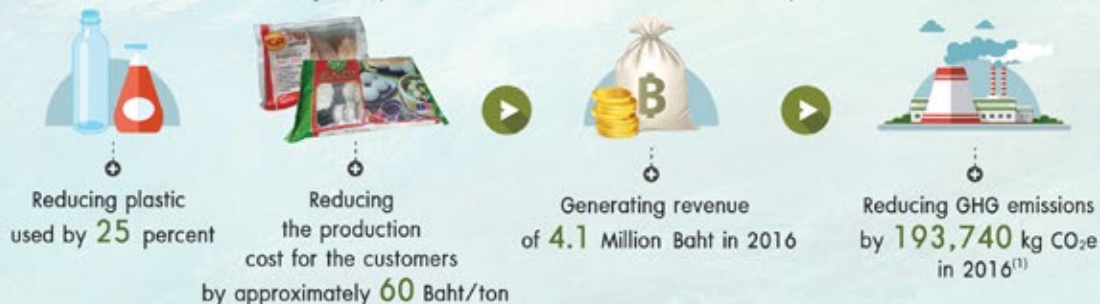 Reducing plastic
used by 25 percent
Reducing
the production
cost for the customers
by approximately 60 Baht/ton
฿
Generating revenue
of 4.1 Million Baht in 2016
Reducing GHG emissions
by 193,740 kg CO₂e
in 2016⁽¹⁾